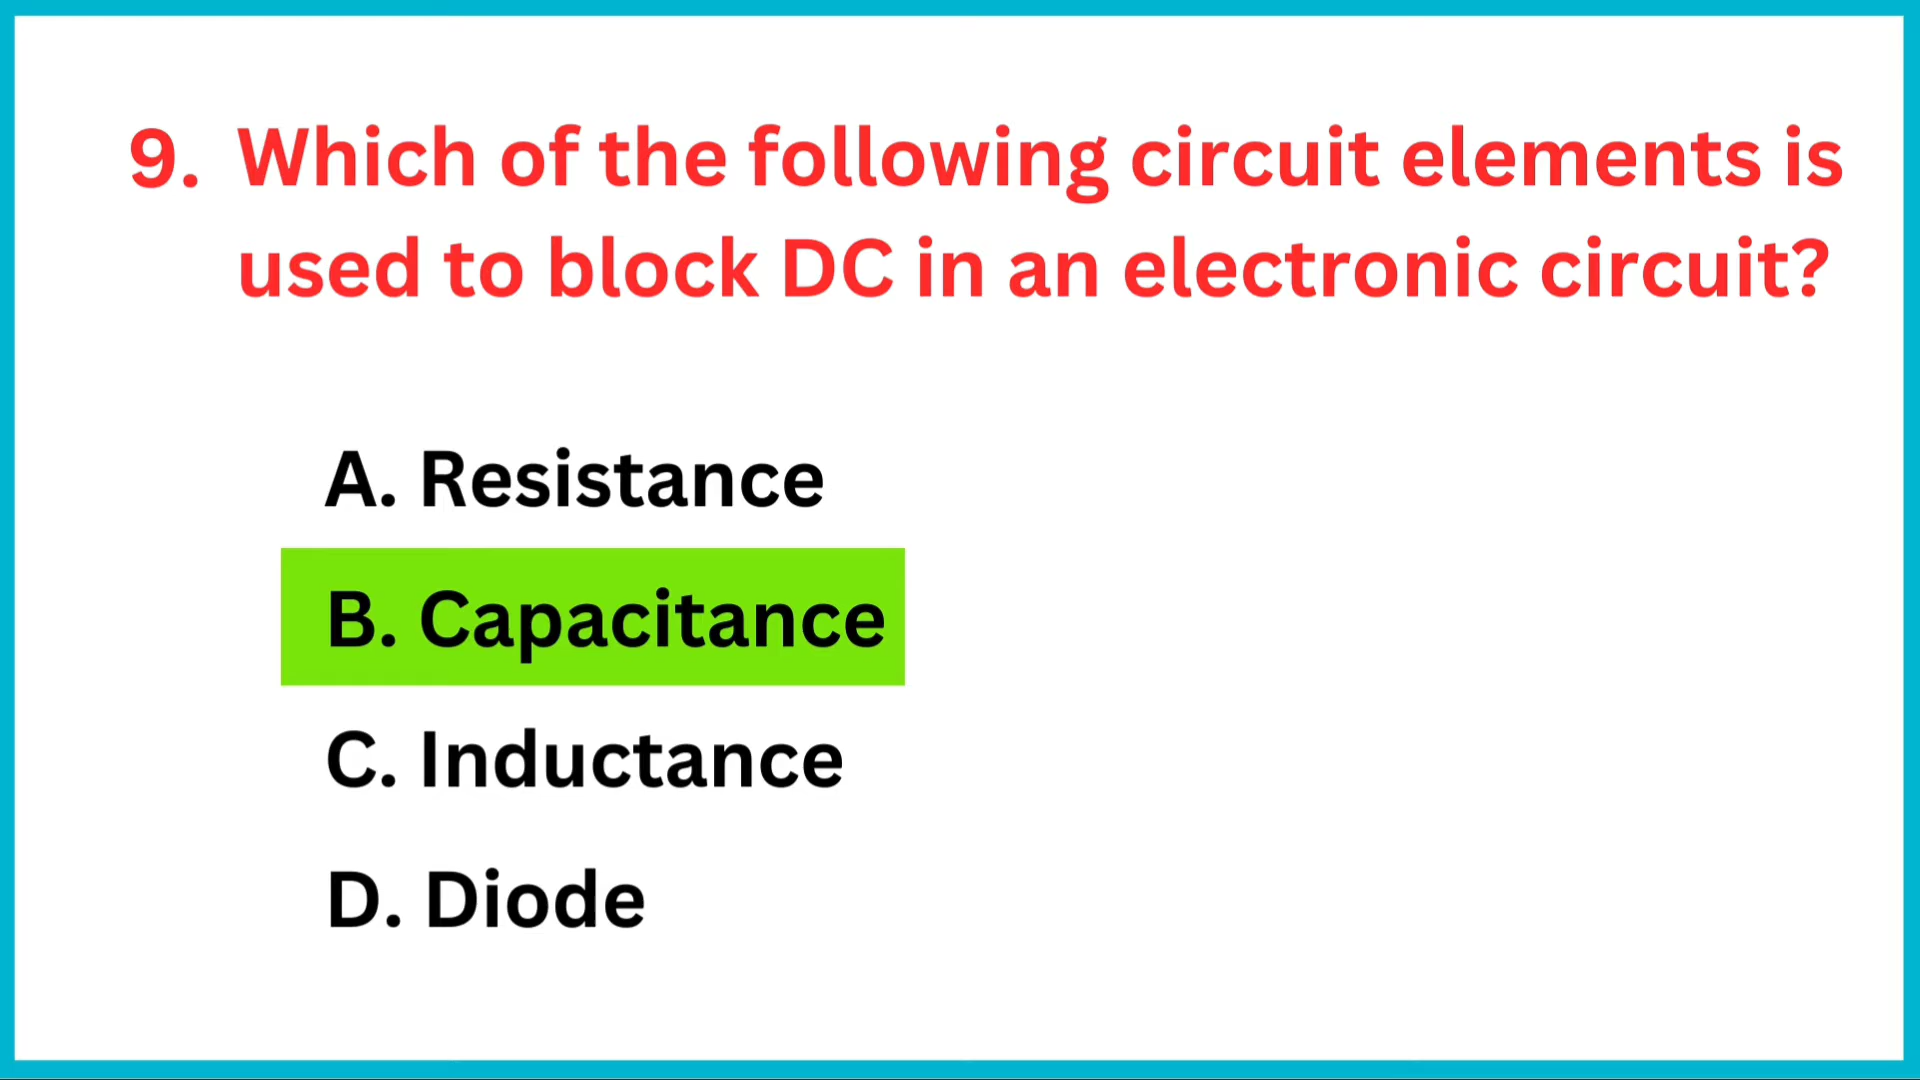 9. Which of the following circuit elements is
used to block DC in an electronic circuit?
A. Resistance
B. Capacitance
C. Inductance
D. Diode